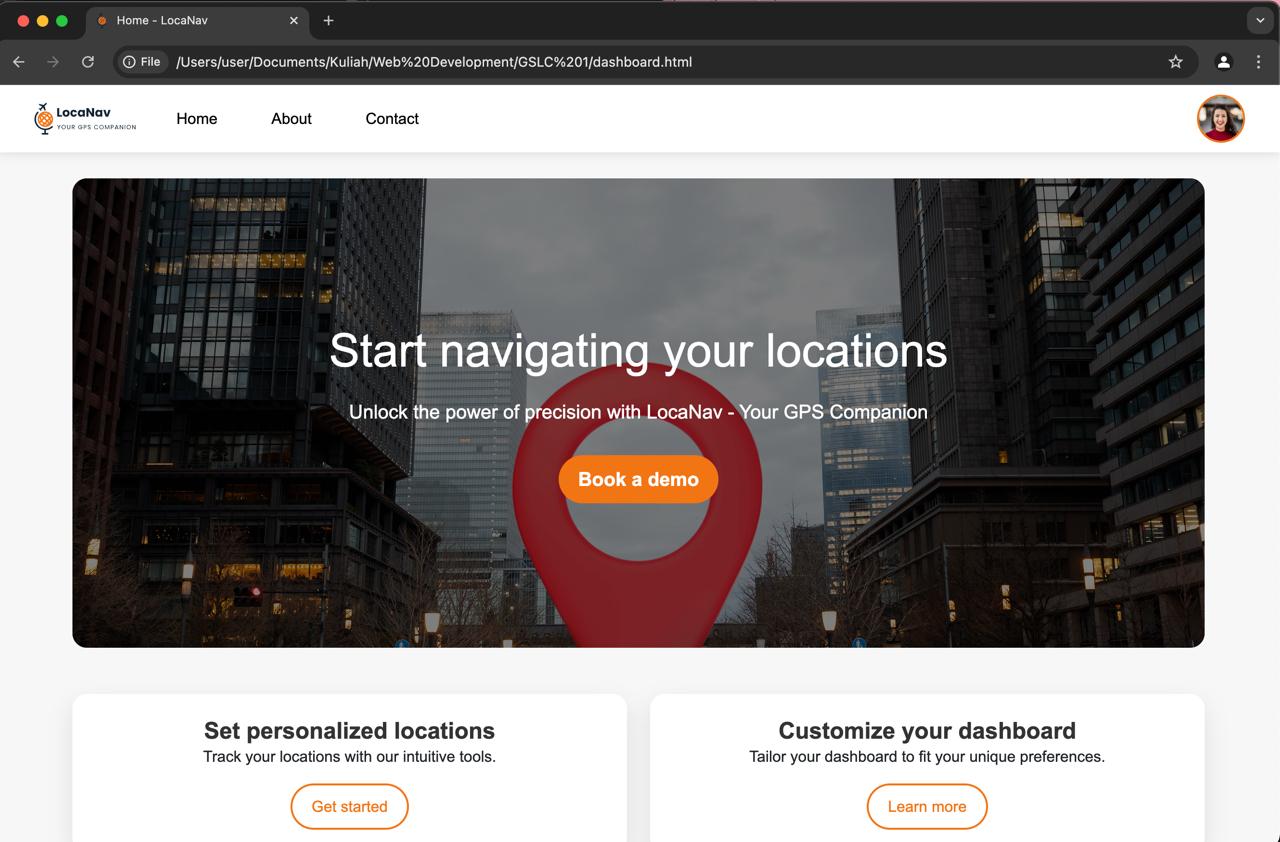 Home - LocaNav
File
/Users/user/Documents/Kuliah/Web%20Development/GSLC%201/dashboard.html
LocaNav
YOUR GPS COMPANION
Home
About
Contact
Start navigating your locations
Unlock the power of precision with LocaNav - Your GPS Companion
Book a demo
Set personalized locations
Track your locations with our intuitive tools.
Get started
Customize your dashboard
Tailor your dashboard to fit your unique preferences.
Learn more